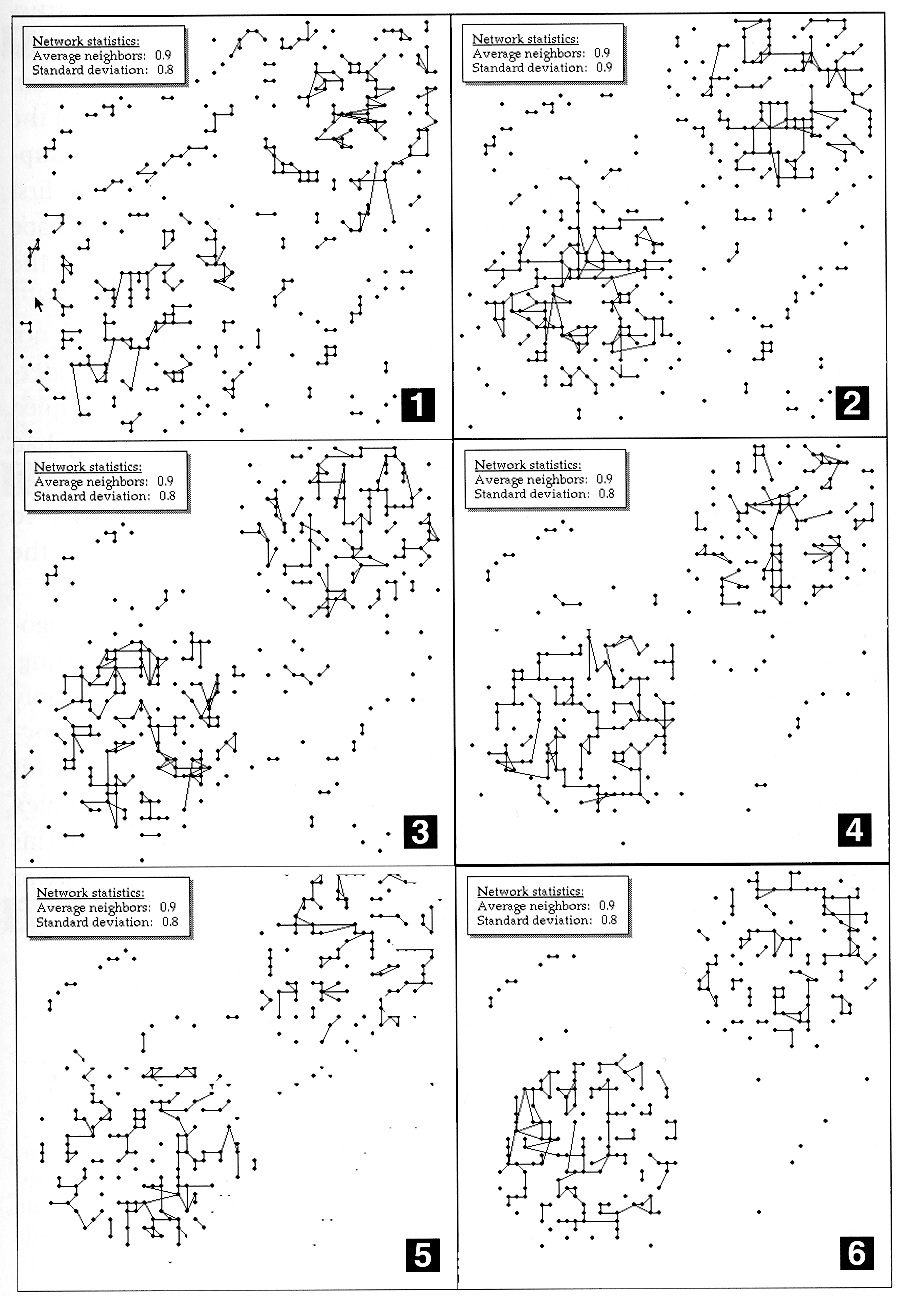 Network statistics:
Average neighbors: 0.9
Standard deviation: 0.8
1
Network statistics:
Average neighbors: 0.9
Standard deviation: 0.9
2
Network statistics:
Average neighbors: 0.9
Standard deviation: 0.8
3
Network statistics:
Average neighbors: 0.9
Standard deviation: 0.8
4
Network statistics:
Average neighbors: 0.9
Standard deviation: 0.8
5
Network statistics:
Average neighbors: 0.9
Standard deviation: 0.8
6